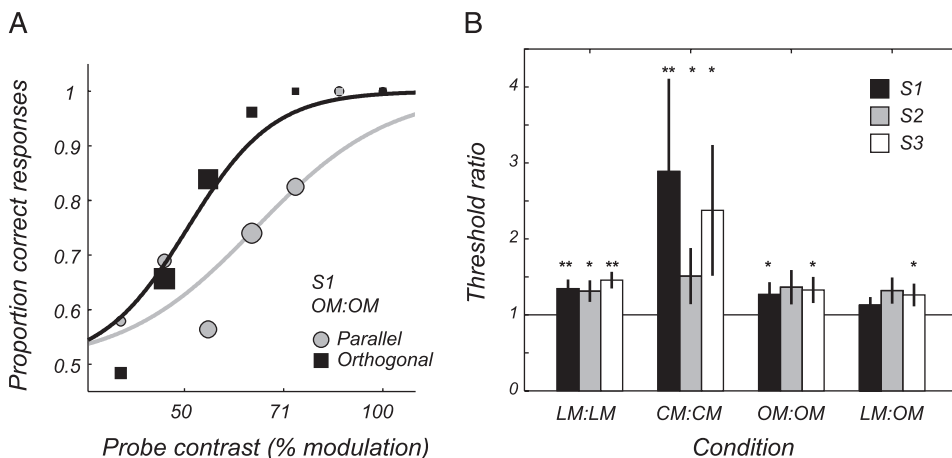 A
Proportion correct responses
1
0.9
0.8
0.7
0.6
0.5
S1
OM:OM
Parallel
Orthogonal
50 71 100
Probe contrast (% modulation)
B
Threshold ratio
4
3
2
1
0
** * **
** * *
* *
*
S1
S2
S3
LM:LM CM:CM OM:OM LM:OM
Condition